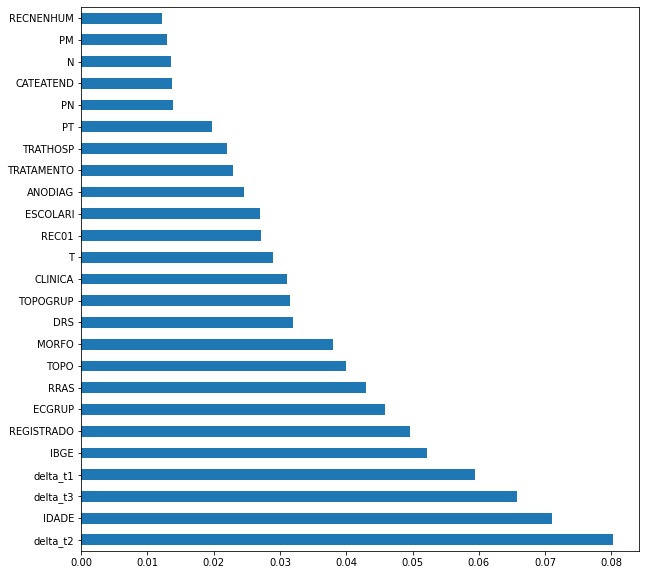 RECNENHUM
PM
N
CATEATEND
PN
PT
TRATHOSP
TRATAMENTO
ANODIAG
ESCOLARI
REC01
T
CLINICA
TOPOGRUP
DRS
MORFO
TOPO
RRAS
ECGRUP
REGISTRADO
IBGE
delta_t1
delta_t3
IDADE
delta_t2
0.00 0.01 0.02 0.03 0.04 0.05 0.06 0.07 0.08